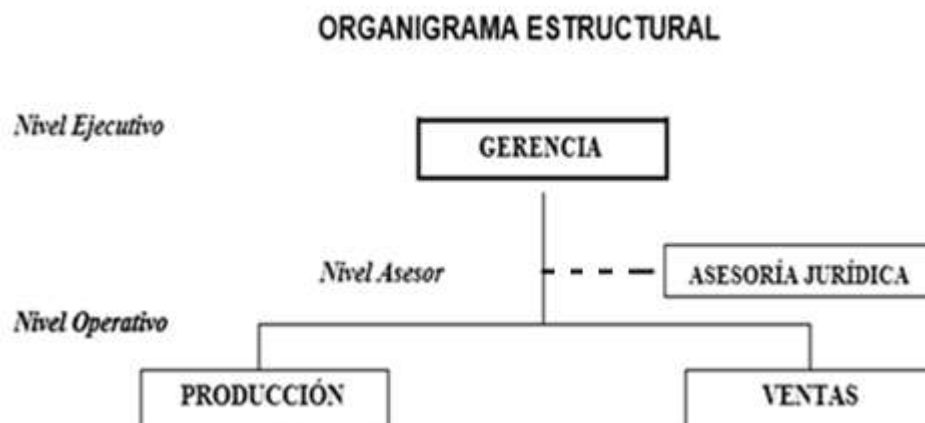 ORGANIGRAMA ESTRUCTURAL
Nivel Ejecutivo
GERENCIA
Nivel Asesor
ASESORÍA JURÍDICA
Nivel Operativo
PRODUCCIÓN
VENTAS